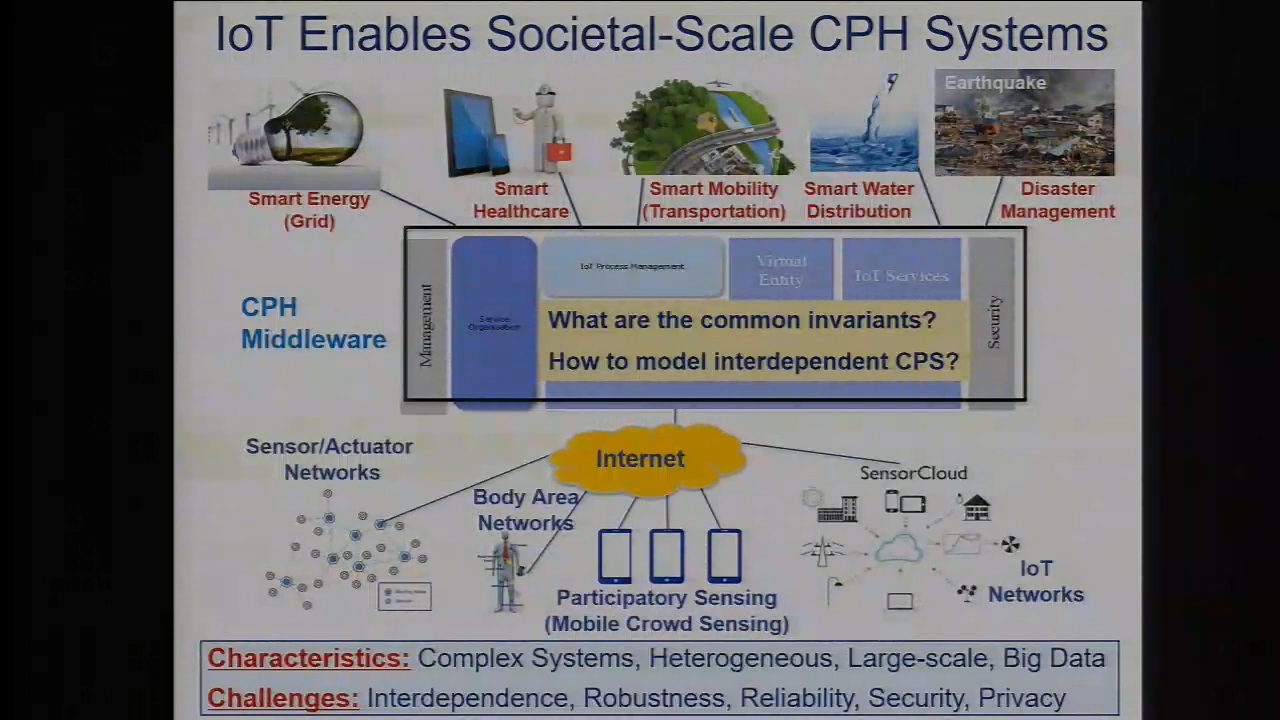 IoT Enables Societal-Scale CPH Systems
Earthquake
Smart Energy
(Grid)
Smart
Healthcare
Smart Mobility
(Transportation)
Smart Water
Distribution
Disaster
Management
CPH
Middleware
Management
Service
Organisation
IoT Process Management
Virtual
Entity
IoT Services
Security
What are the common invariants?
How to model interdependent CPS?
Sensor/Actuator
Networks
Internet
Body Area
Networks
SensorCloud
IoT
Networks
Participatory Sensing
(Mobile Crowd Sensing)
Characteristics: Complex Systems, Heterogeneous, Large-scale, Big Data
Challenges: Interdependence, Robustness, Reliability, Security, Privacy